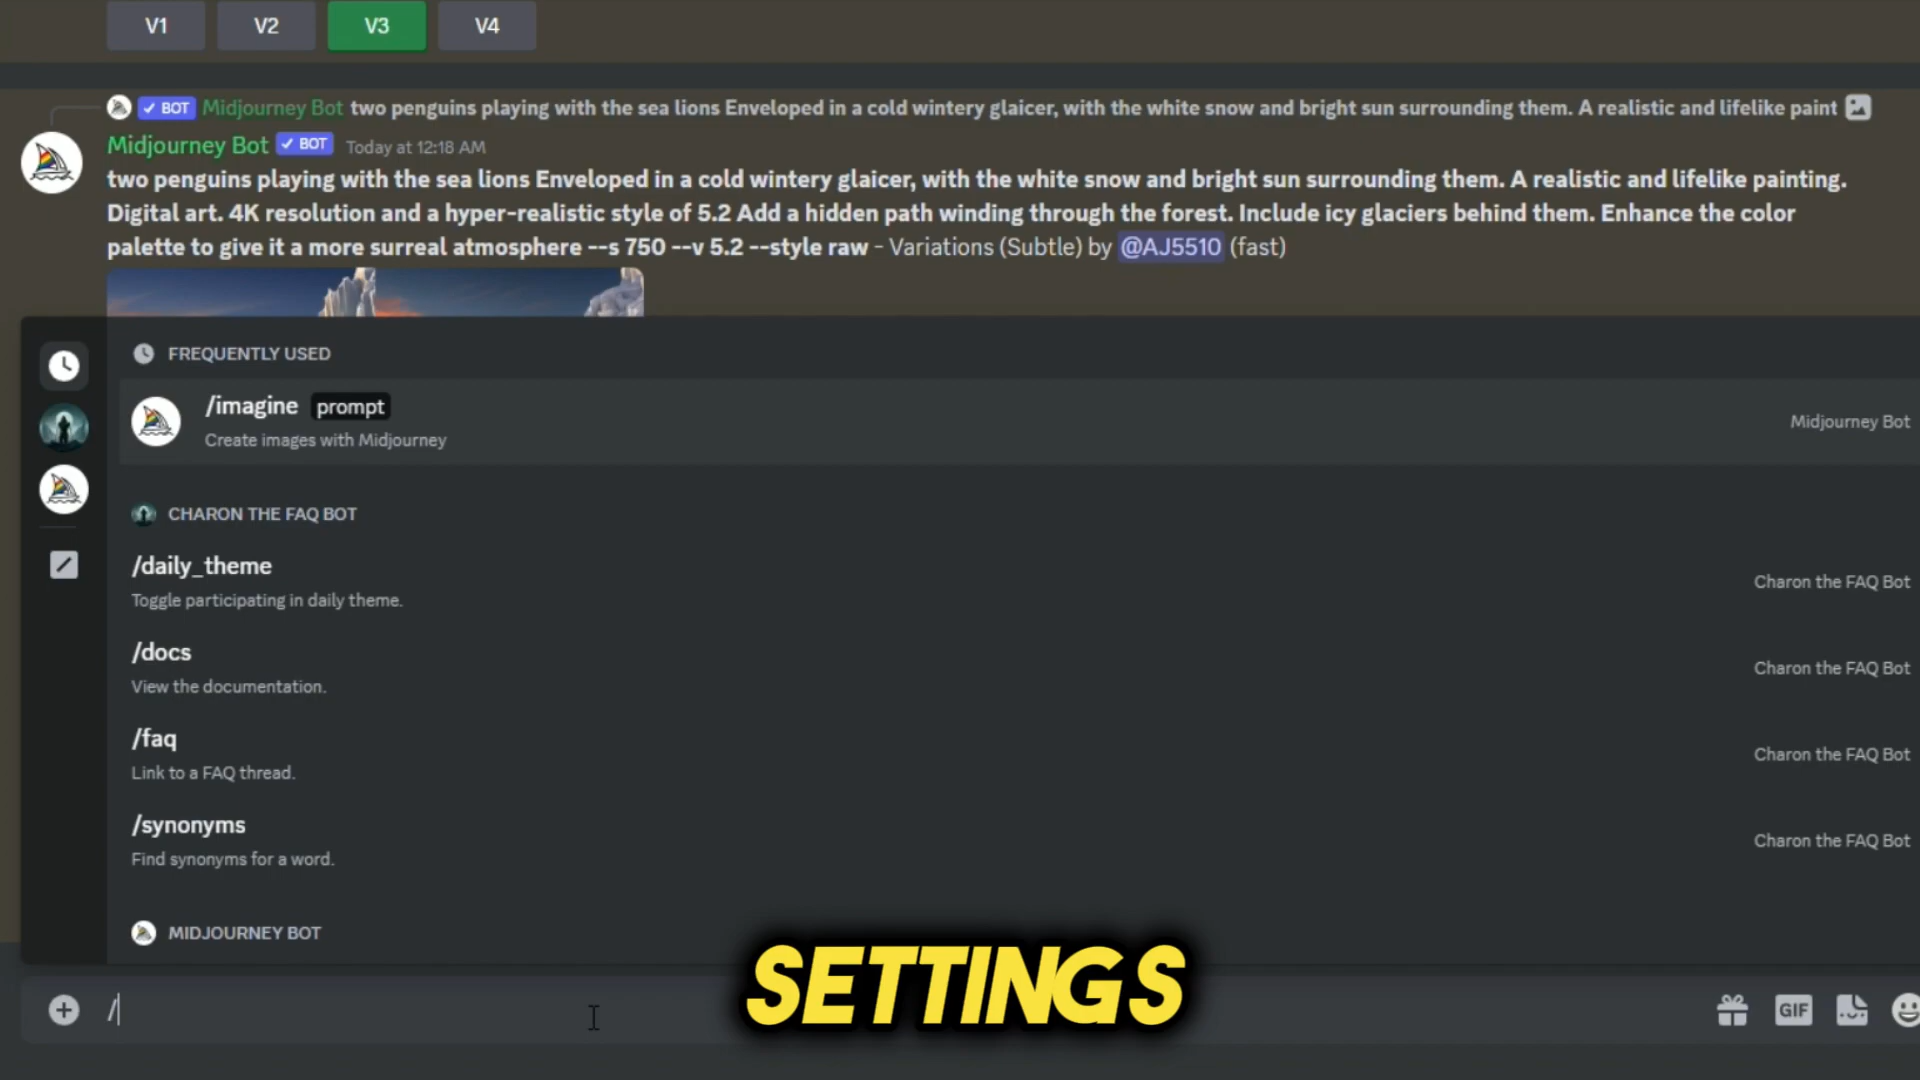 V1 V2 V3 V4
BOT Midjourney Bot two penguins playing with the sea lions Enveloped in a cold wintery glaicer, with the white snow and bright sun surrounding them. A realistic and lifelike paint
Midjourney Bot BOT Today at 12:18 AM
two penguins playing with the sea lions Enveloped in a cold wintery glaicer, with the white snow and bright sun surrounding them. A realistic and lifelike painting.
Digital art. 4K resolution and a hyper-realistic style of 5.2 Add a hidden path winding through the forest. Include icy glaciers behind them. Enhance the color
palette to give it a more surreal atmosphere --s 750 --v 5.2 --style raw - Variations (Subtle) by @AJ5510 (fast)
FREQUENTLY USED
/imagine prompt
Create images with Midjourney
Midjourney Bot
CHARON THE FAQ BOT
/daily_theme
Toggle participating in daily theme.
Charon the FAQ Bot
/docs
View the documentation.
Charon the FAQ Bot
/faq
Link to a FAQ thread.
Charon the FAQ Bot
/synonyms
Find synonyms for a word.
Charon the FAQ Bot
MIDJOURNEY BOT
SETTINGS
/
GIF